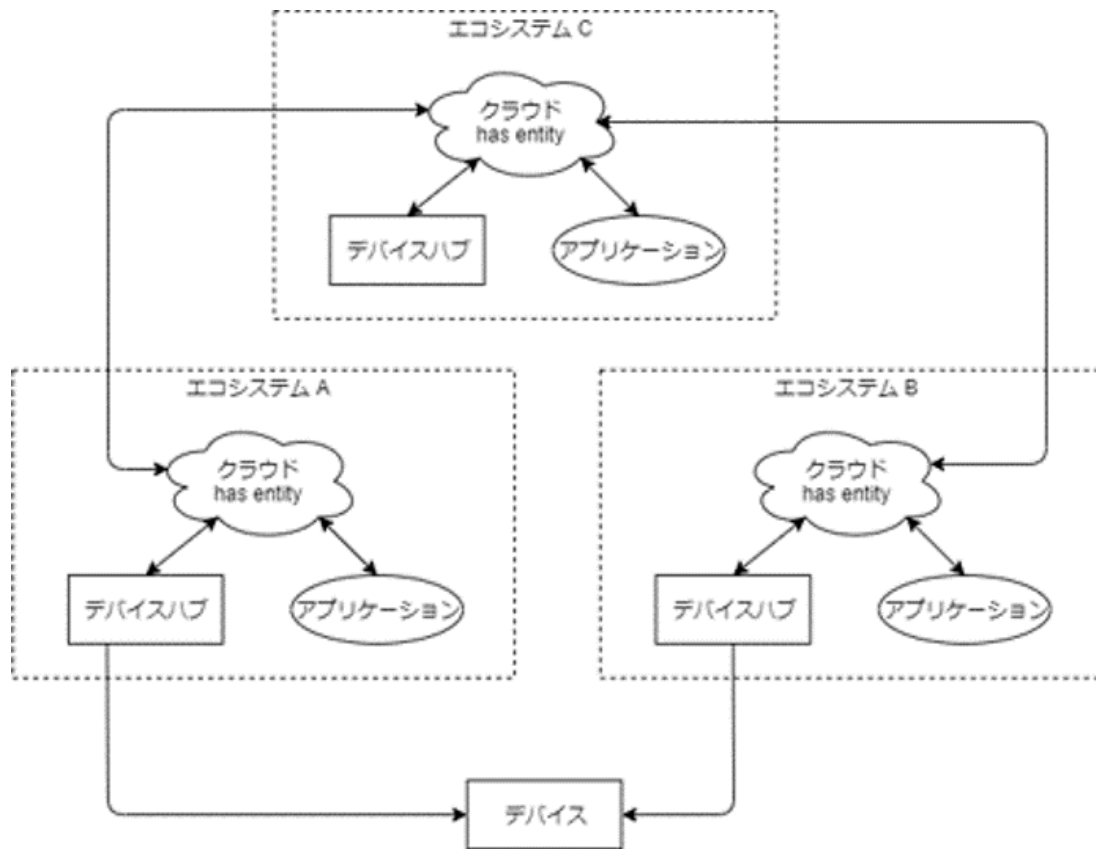 エコシステム C
クラウド
has entity
デバイスハブ
アプリケーション
エコシステム A
クラウド
has entity
デバイスハブ
アプリケーション
エコシステム B
クラウド
has entity
デバイスハブ
アプリケーション
デバイス